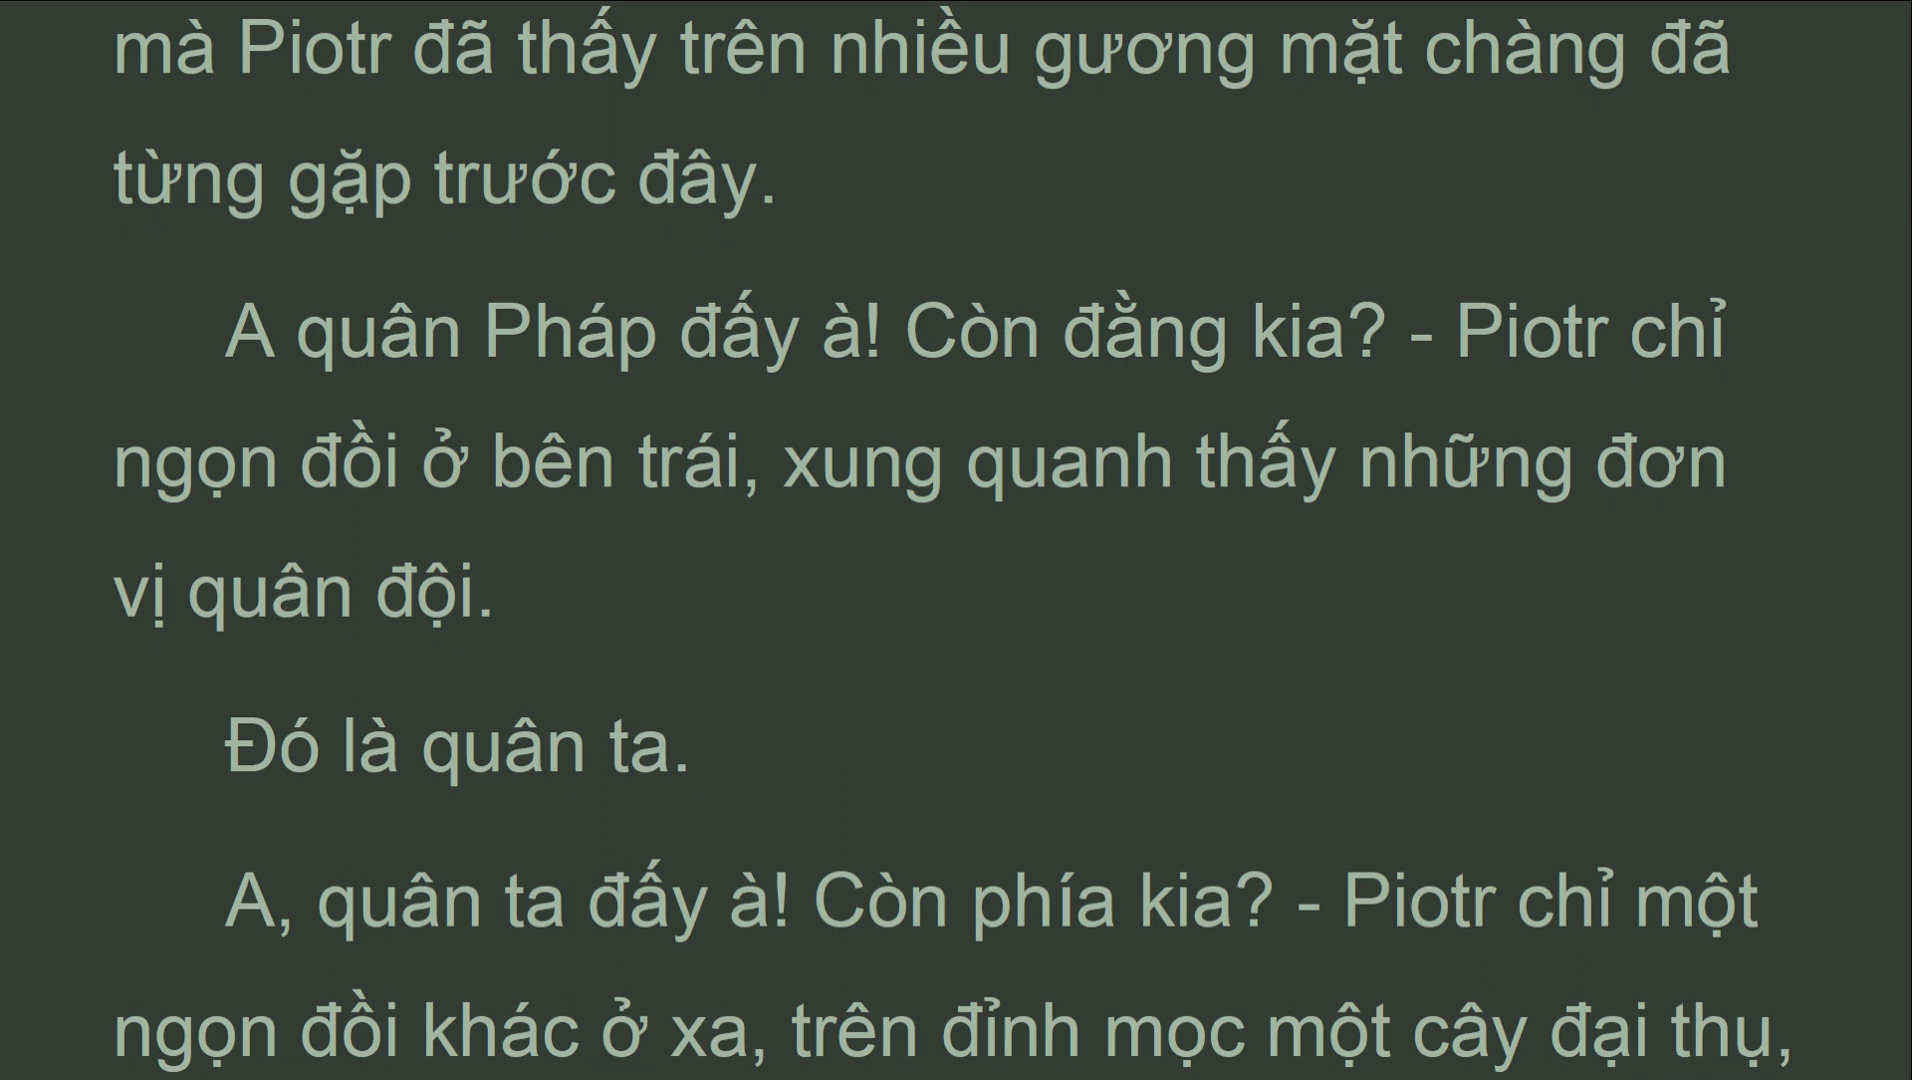 mà Piotr đã thấy trên nhiều gương mặt chàng đã
từng gặp trước đây.
A quân Pháp đấy à! Còn đằng kia? - Piotr chỉ
ngọn đồi ở bên trái, xung quanh thấy những đơn
vị quân đội.
Đó là quân ta.
A, quân ta đấy à! Còn phía kia? - Piotr chỉ một
ngọn đồi khác ở xa, trên đỉnh mọc một cây đại thụ,